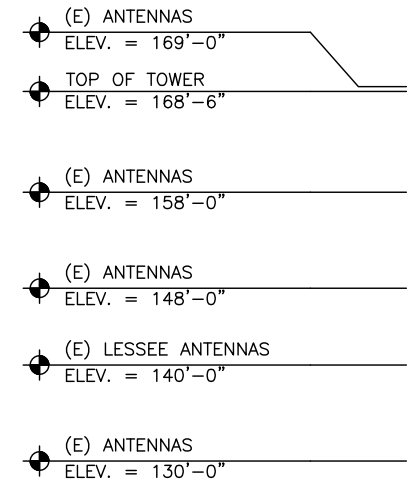 (E) ANTENNAS
ELEV. = 169'-0"
TOP OF TOWER
ELEV. = 168'-6"
(E) ANTENNAS
ELEV. = 158'-0"
(E) ANTENNAS
ELEV. = 148'-0"
(E) LESSEE ANTENNAS
ELEV. = 140'-0"
(E) ANTENNAS
ELEV. = 130'-0"